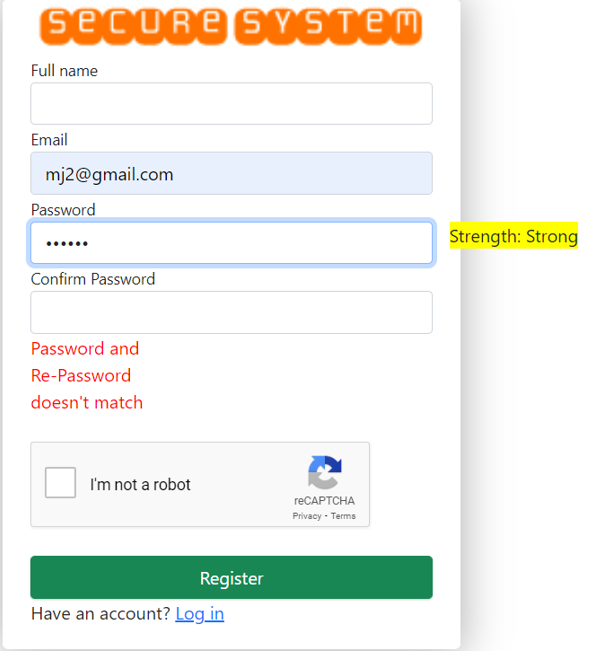 SECURE SYSTEM
Full name
Email
mj2@gmail.com
Password
••••••
Strength: Strong
Confirm Password
Password and
Re-Password
doesn't match
I'm not a robot
reCAPTCHA
Privacy - Terms
Register
Have an account? Log in